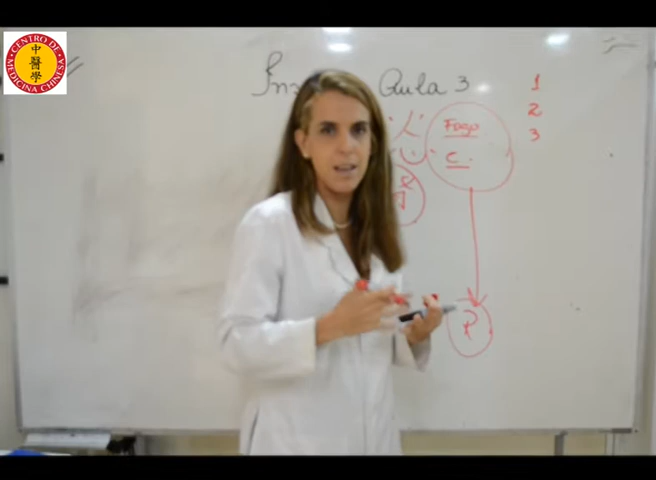 CENTRO DE
MEDICINA CHINESA
中
醫
學
Aula 3
1
2
3
Fogo
C.
P